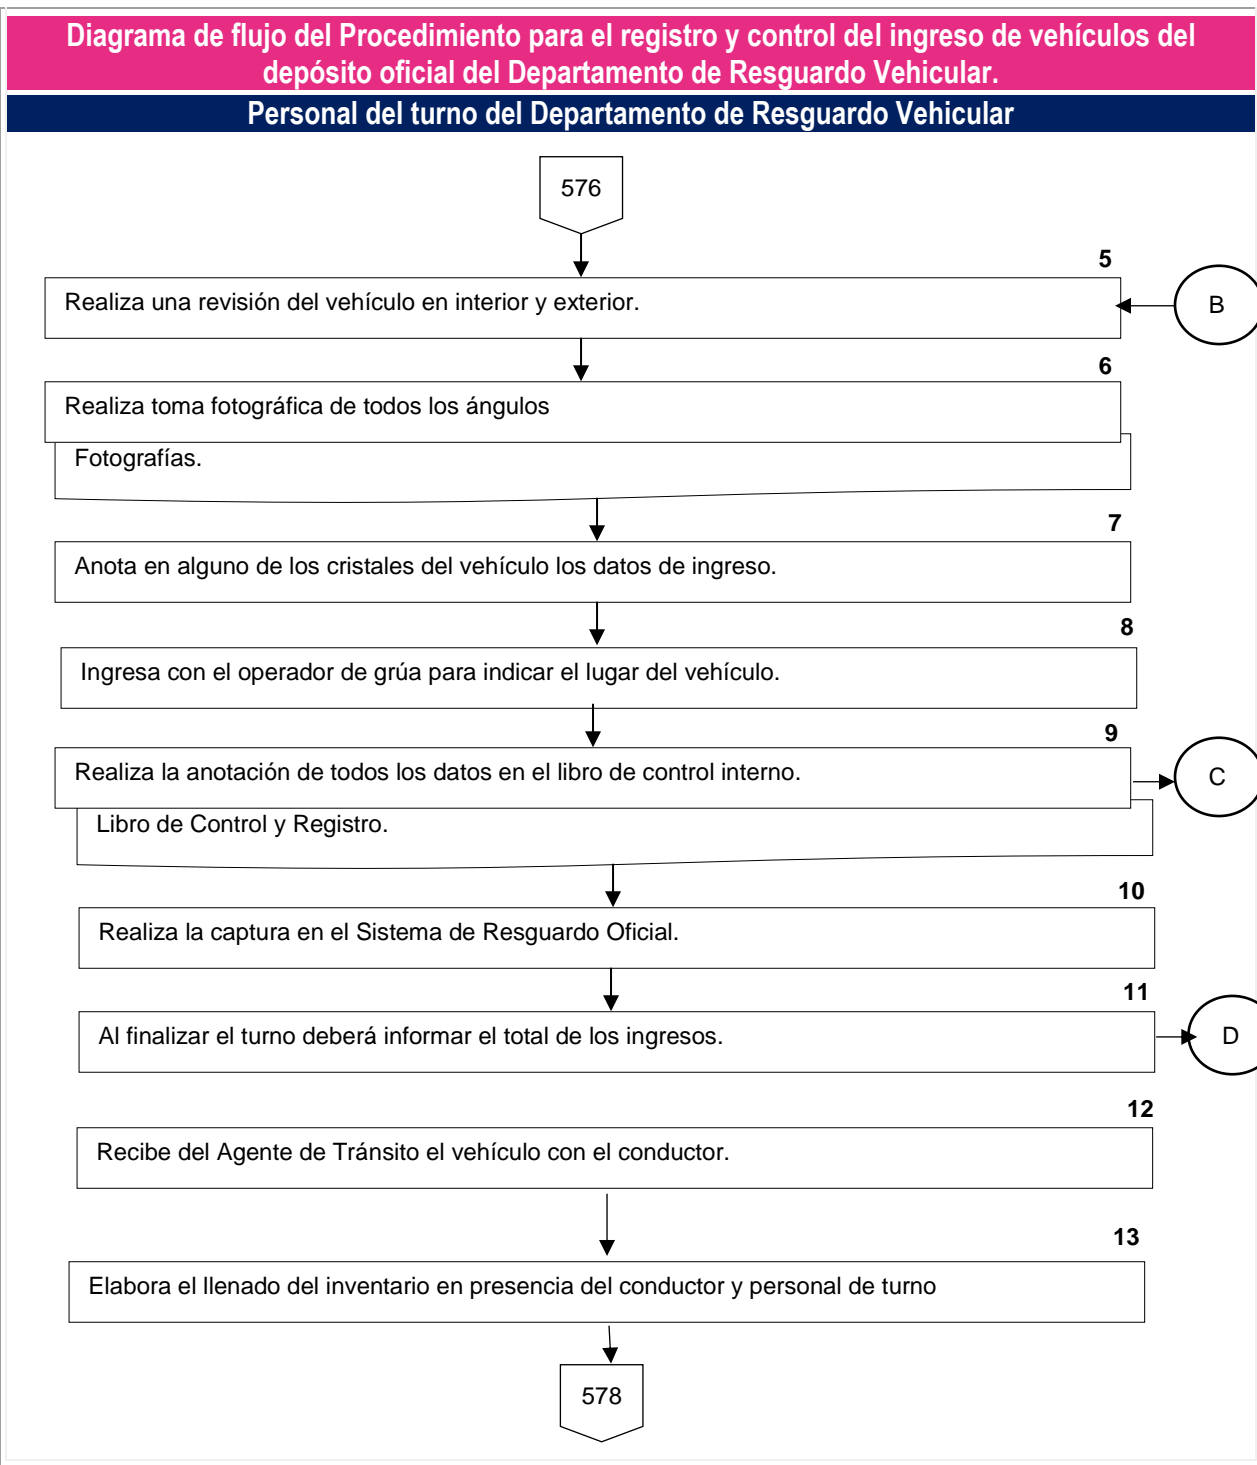 Diagrama de flujo del Procedimiento para el registro y control del ingreso de vehículos del
depósito oficial del Departamento de Resguardo Vehicular.
Personal del turno del Departamento de Resguardo Vehicular
576
5
Realiza una revisión del vehículo en interior y exterior.
B
6
Realiza toma fotográfica de todos los ángulos
Fotografías.
7
Anota en alguno de los cristales del vehículo los datos de ingreso.
8
Ingresa con el operador de grúa para indicar el lugar del vehículo.
9
Realiza la anotación de todos los datos en el libro de control interno.
C
Libro de Control y Registro.
10
Realiza la captura en el Sistema de Resguardo Oficial.
11
Al finalizar el turno deberá informar el total de los ingresos.
D
12
Recibe del Agente de Tránsito el vehículo con el conductor.
13
Elabora el llenado del inventario en presencia del conductor y personal de turno
578